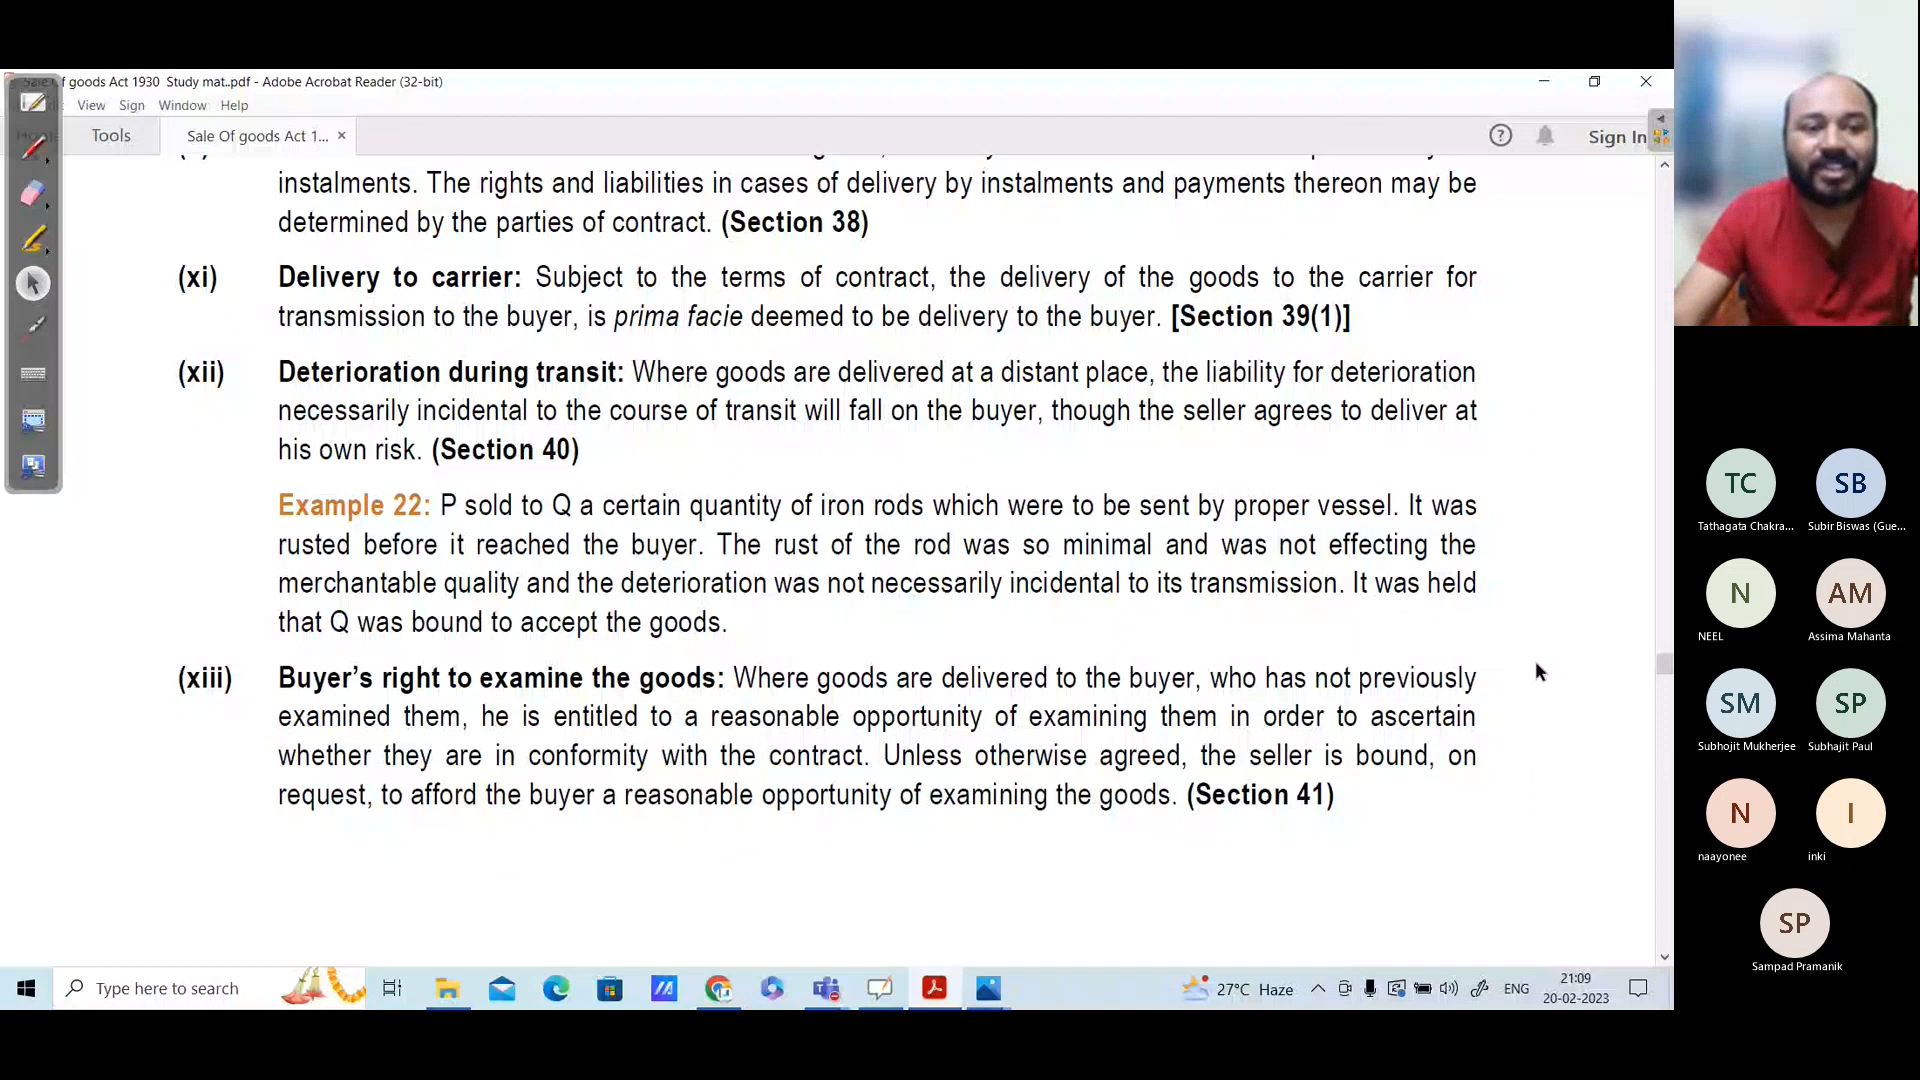 Sale Of goods Act 1930 Study mat..pdf - Adobe Acrobat Reader (32-bit)
View Sign Window Help
Tools
Sale Of goods Act 1... ×
Sign In
instalments. The rights and liabilities in cases of delivery by instalments and payments thereon may be
determined by the parties of contract. (Section 38)
(xi) Delivery to carrier: Subject to the terms of contract, the delivery of the goods to the carrier for
transmission to the buyer, is prima facie deemed to be delivery to the buyer. [Section 39(1)]
(xii) Deterioration during transit: Where goods are delivered at a distant place, the liability for deterioration
necessarily incidental to the course of transit will fall on the buyer, though the seller agrees to deliver at
his own risk. (Section 40)
Example 22: P sold to Q a certain quantity of iron rods which were to be sent by proper vessel. It was
rusted before it reached the buyer. The rust of the rod was so minimal and was not effecting the
merchantable quality and the deterioration was not necessarily incidental to its transmission. It was held
that Q was bound to accept the goods.
(xiii) Buyer’s right to examine the goods: Where goods are delivered to the buyer, who has not previously
examined them, he is entitled to a reasonable opportunity of examining them in order to ascertain
whether they are in conformity with the contract. Unless otherwise agreed, the seller is bound, on
request, to afford the buyer a reasonable opportunity of examining the goods. (Section 41)
Type here to search
27°C Haze
ENG
21:09
20-02-2023
TC
Tathagata Chakra...
SB
Subir Biswas (Gue...
N
NEEL
AM
Assima Mahanta
SM
Subhojit Mukherjee
SP
Subhajit Paul
N
naayonee
I
inki
SP
Sampad Pramanik